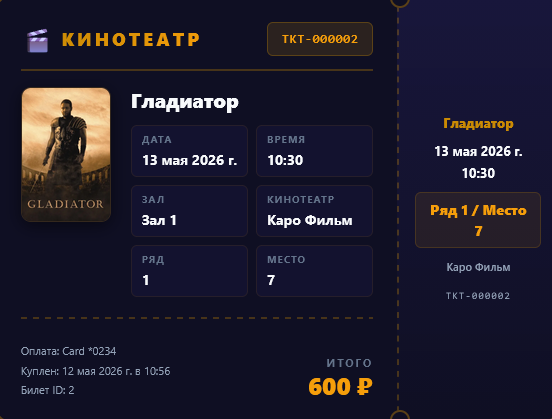 КИНОТЕАТР
TKT-000002
GLADIATOR
Гладиатор
ДАТА
13 мая 2026 г.
ВРЕМЯ
10:30
ЗАЛ
Зал 1
КИНОТЕАТР
Каро Фильм
РЯД
1
МЕСТО
7
Оплата: Card *0234
Куплен: 12 мая 2026 г. в 10:56
Билет ID: 2
ИТОГО
600 ₽
Гладиатор
13 мая 2026 г.
10:30
Ряд 1 / Место
7
Каро Фильм
TKT-000002